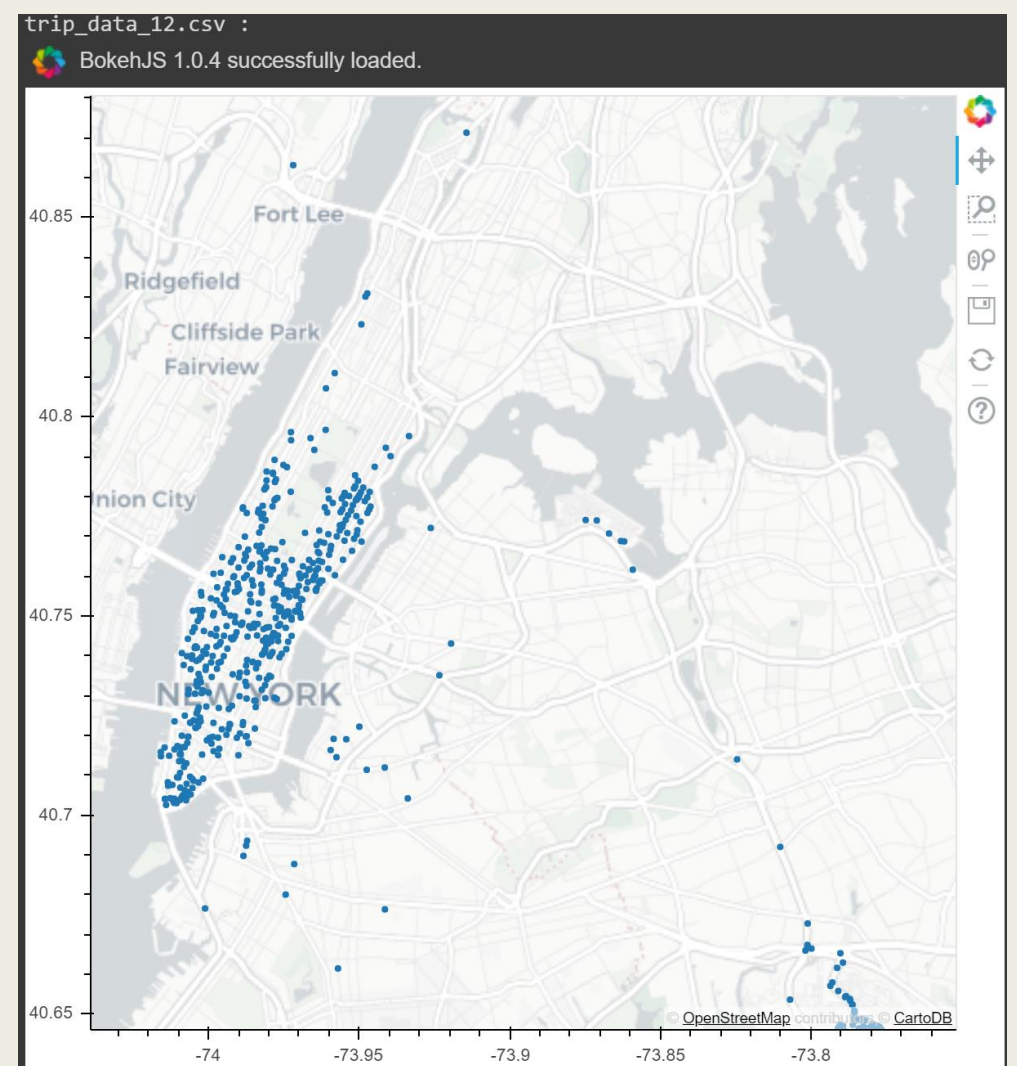 trip_data_12.csv :
BokehJS 1.0.4 successfully loaded.
40.85
Fort Lee
Ridgefield
Cliffside Park
Fairview
40.8
nion City
40.75
NEW YORK
40.7
40.65
© OpenStreetMap contributors © CartoDB
-74
-73.95
-73.9
-73.85
-73.8